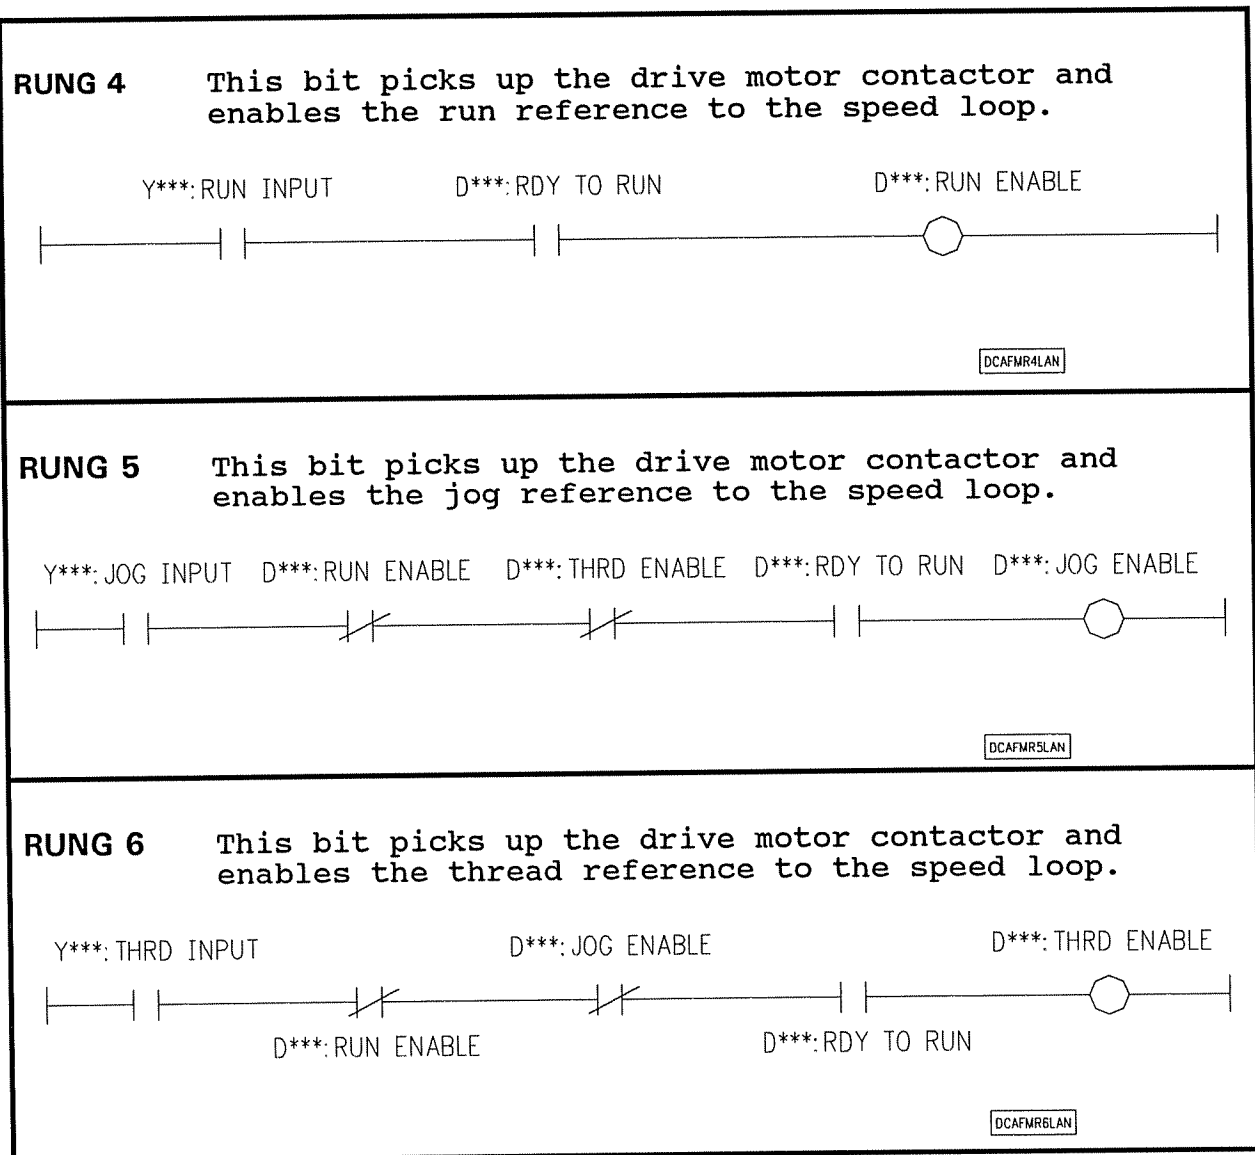 RUNG 4 This bit picks up the drive motor contactor and
enables the run reference to the speed loop.
Y***: RUN INPUT D***: RDY TO RUN D***: RUN ENABLE
DCAFMR4LAN
RUNG 5 This bit picks up the drive motor contactor and
enables the jog reference to the speed loop.
Y***: JOG INPUT D***: RUN ENABLE D***: THRD ENABLE D***: RDY TO RUN D***: JOG ENABLE
DCAFMR5LAN
RUNG 6 This bit picks up the drive motor contactor and
enables the thread reference to the speed loop.
Y***: THRD INPUT D***: JOG ENABLE D***: THRD ENABLE
D***: RUN ENABLE D***: RDY TO RUN
DCAFMR6LAN